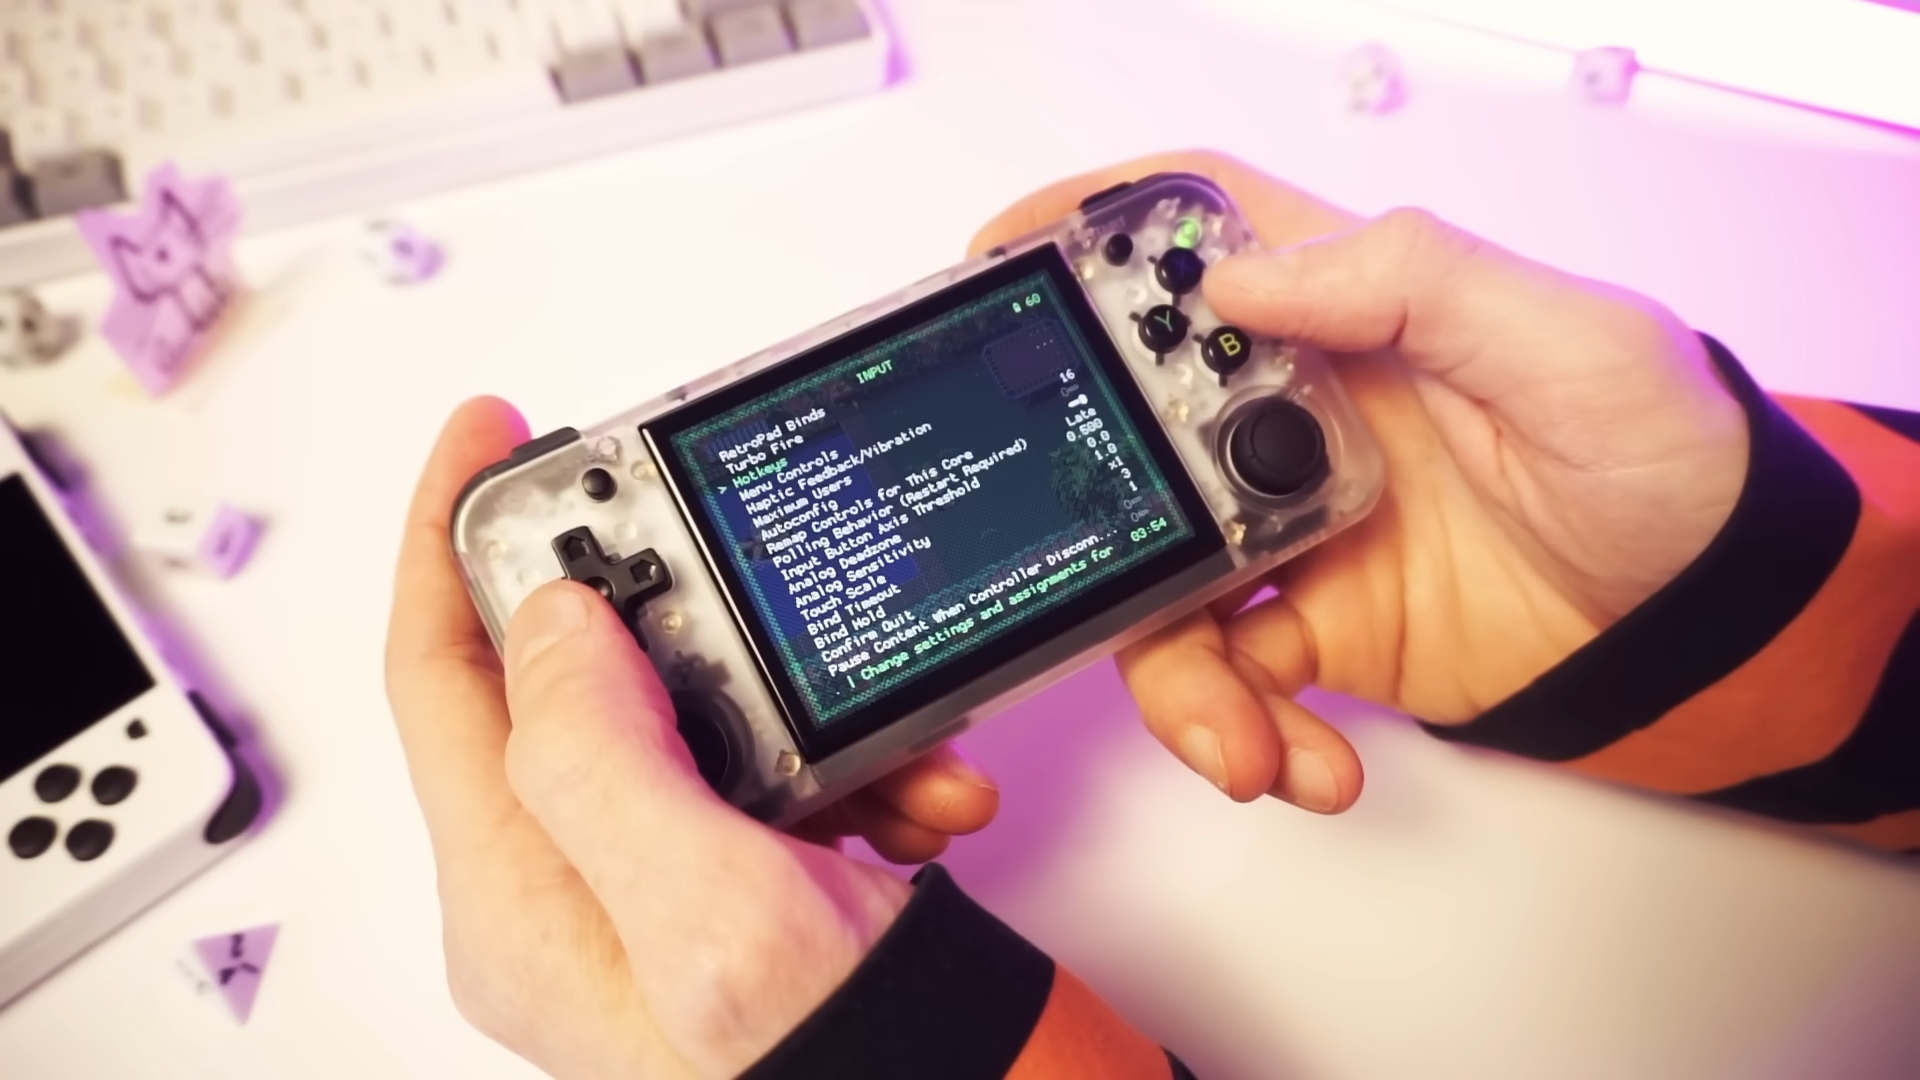 60
INPUT
RetroPad Binds
Turbo Fire
> Hotkeys
Menu Controls
Haptic Feedback/Vibration
Maximum Users 16
Autoconfig
Remap Controls for This Core
Polling Behavior (Restart Required) Late
Input Button Axis Threshold 0.500
Analog Deadzone 0.0
Analog Sensitivity 1.0
Touch Scale x1
Bind Timeout 3
Bind Hold 1
Confirm Quit
Pause Content When Controller Disconn...
. | Change settings and assignments for 03:54
X
Y
B